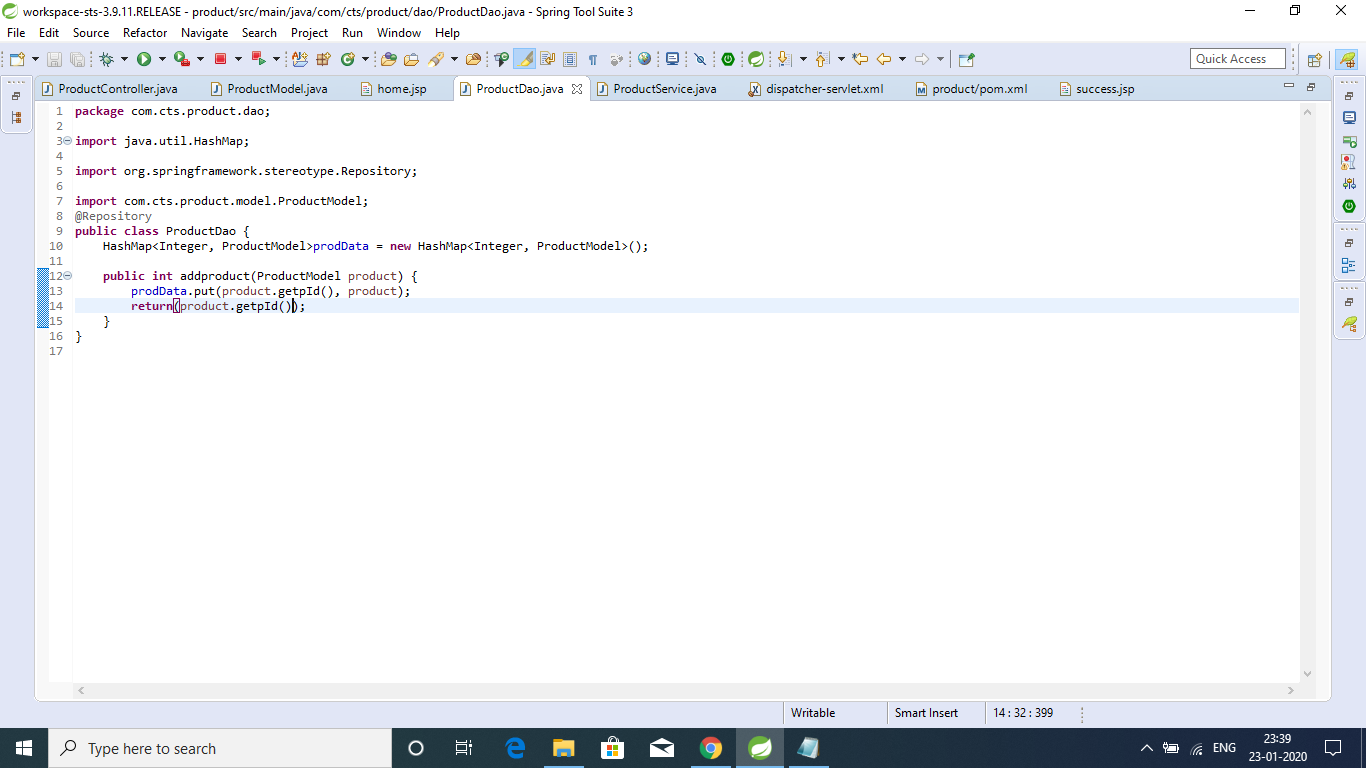 workspace-sts-3.9.11.RELEASE - product/src/main/java/com/cts/product/dao/ProductDao.java - Spring Tool Suite 3
File Edit Source Refactor Navigate Search Project Run Window Help
Quick Access
ProductController.java ProductModel.java home.jsp ProductDao.java ProductService.java dispatcher-servlet.xml product/pom.xml success.jsp
1 package com.cts.product.dao;
2
3 import java.util.HashMap;
4
5 import org.springframework.stereotype.Repository;
6
7 import com.cts.product.model.ProductModel;
8 @Repository
9 public class ProductDao {
10 HashMap<Integer, ProductModel>prodData = new HashMap<Integer, ProductModel>();
11
12 public int addproduct(ProductModel product) {
13 prodData.put(product.getpId(), product);
14 return(product.getpId());
15 }
16 }
17
Writable Smart Insert 14 : 32 : 399
Type here to search
ENG 23:39
23-01-2020